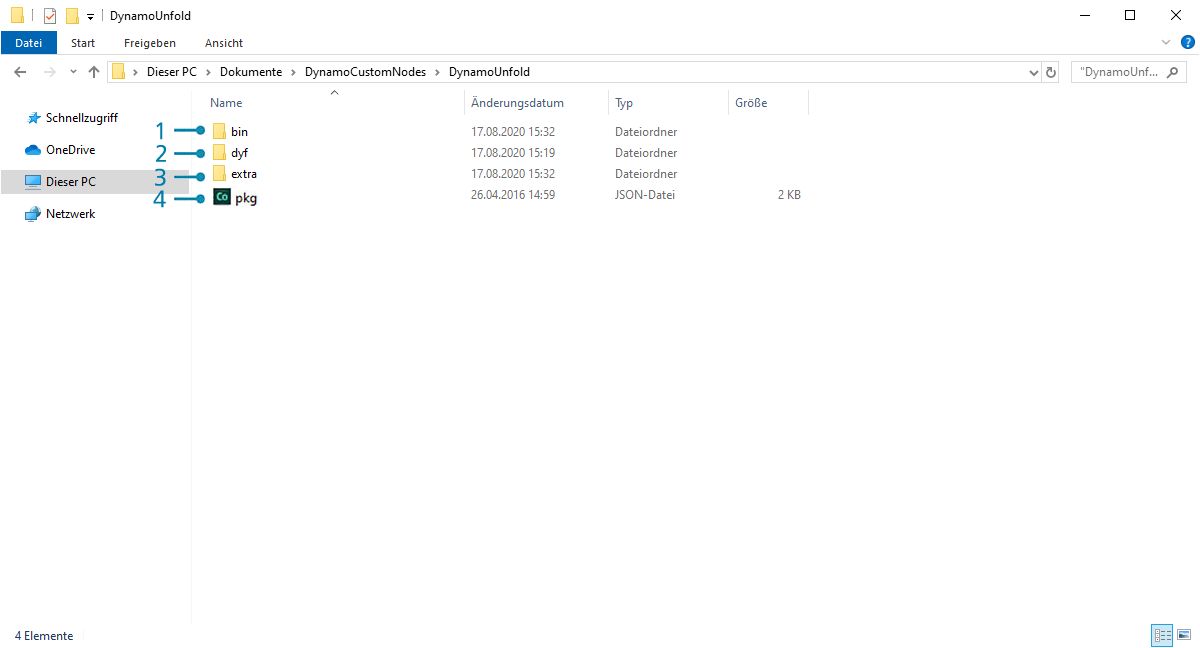 DynamoUnfold
Datei Start Freigeben Ansicht ?
Dieser PC Dokumente DynamoCustomNodes DynamoUnfold "DynamoUnf...
Name Änderungsdatum Typ Größe
Schnellzugriff
OneDrive
Dieser PC
Netzwerk
1 bin 17.08.2020 15:32 Dateiordner
2 dyf 17.08.2020 15:19 Dateiordner
3 extra 17.08.2020 15:32 Dateiordner
4 Co pkg 26.04.2016 14:59 JSON-Datei 2 KB
4 Elemente